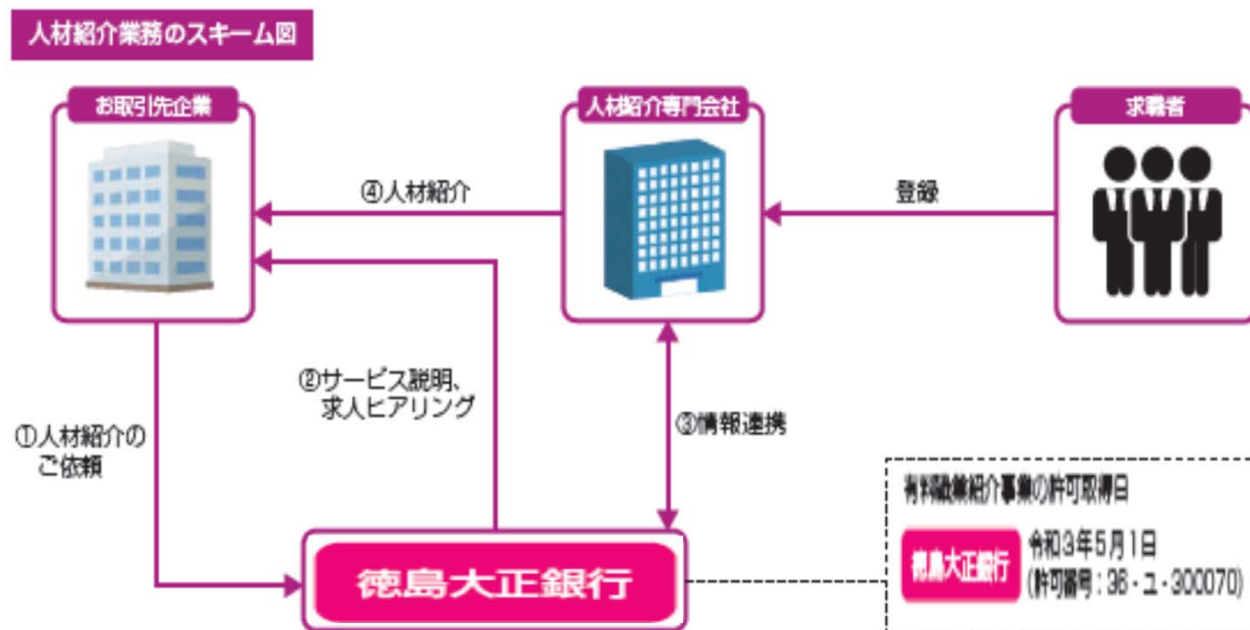 人材紹介業務のスキーム図
お取引先企業
人材紹介専門会社
求職者
④人材紹介
登録
②サービス説明、
求人ヒアリング
①人材紹介の
ご依頼
③情報連携
有料職業紹介事業の許可取得日
徳島大正銀行
令和3年5月1日
(許可番号:36-ユ-300070)
徳島大正銀行